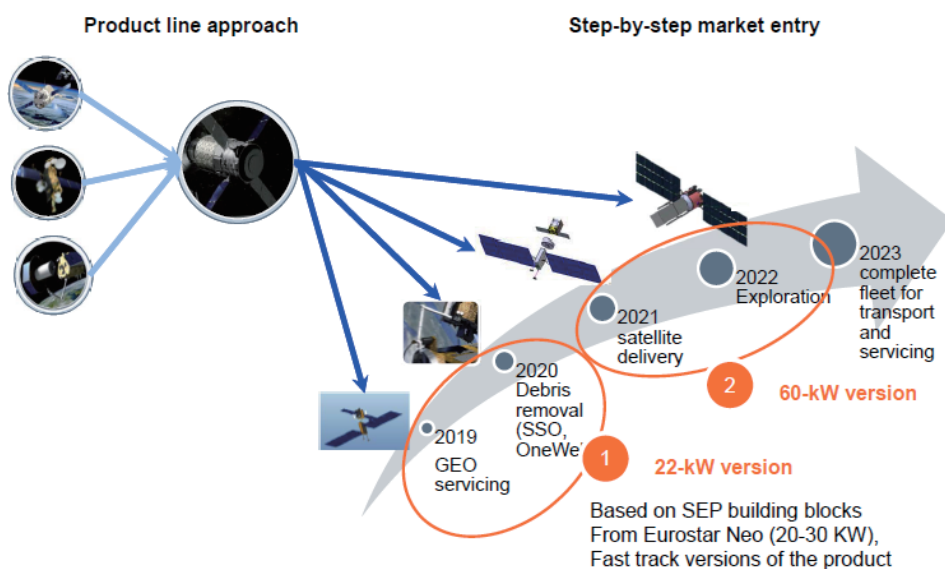 Product line approach
Step-by-step market entry
2023
complete
fleet for
transport
and
servicing
2022
Exploration
2021
satellite
delivery
2020
Debris
removal
(SSO,
2019
GEO
servicing
2
60-kW version
1
22-kW version
Based on SEP building blocks
From Eurostar Neo (20-30 KW),
Fast track versions of the product